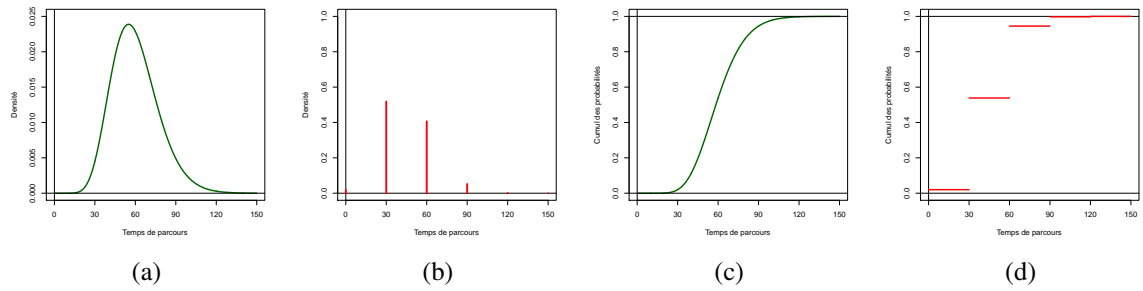 0.025
0.020
0.015
0.010
0.005
0.000
Densité
0 30 60 90 120 150
Temps de parcours
(a)
1.0
0.8
0.6
0.4
0.2
0.0
Densité
0 30 60 90 120 150
Temps de parcours
(b)
1.0
0.8
0.6
0.4
0.2
0.0
Cumul des probabilités
0 30 60 90 120 150
Temps de parcours
(c)
1.0
0.8
0.6
0.4
0.2
0.0
Cumul des probabilités
0 30 60 90 120 150
Temps de parcours
(d)